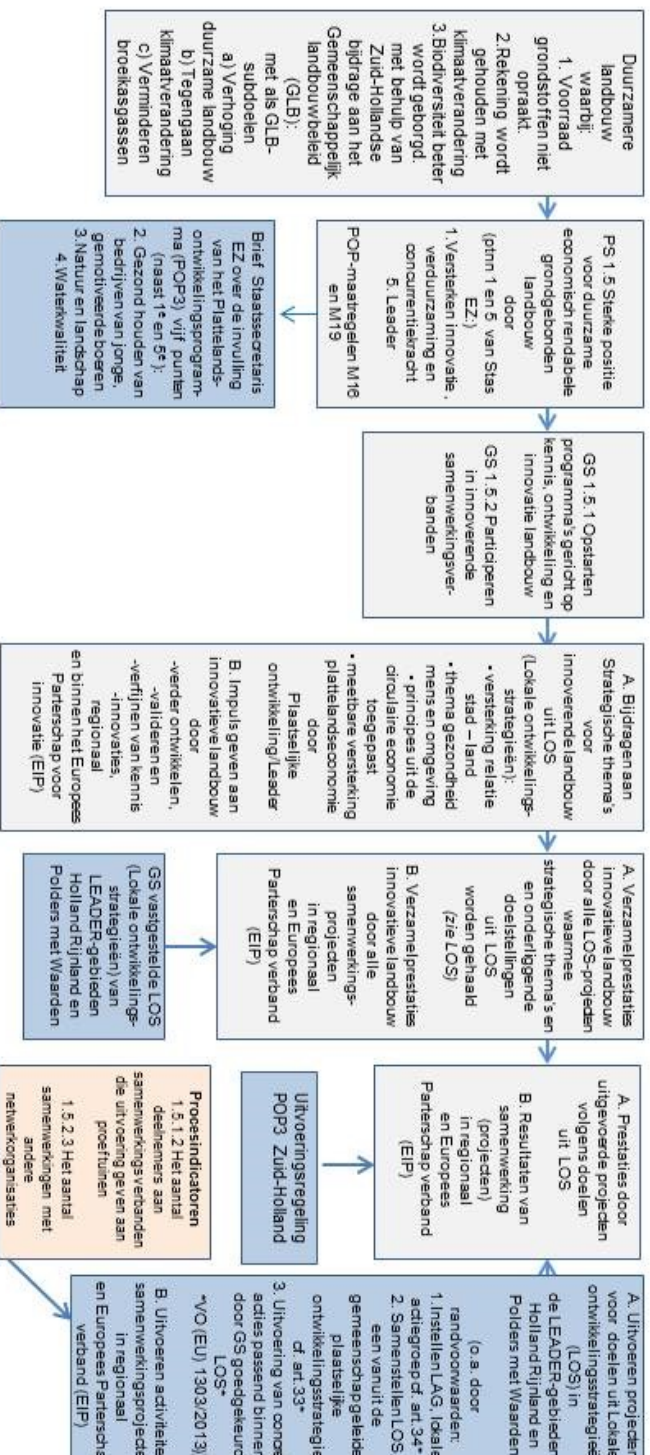 Duurzamere
landbouw
waarbij:
1. Voorraad
grondstoffen niet
opraakt.
2.Rekening wordt
gehouden met
klimaatverandering
3.Biodiversiteit beter
wordt geborgd.
met behulp van
Zuid-Hollandse
bijdrage aan het
Gemeenschappelijk
landbouwbeleid
(GLB):
met als GLB-
subdoelen
a) Verhoging
duurzame landbouw
b) Tegengaan
klimaatverandering
c) Verminderen
broeikasgassen
PS 1.5 Sterke positie
voor duurzame
economisch rendabele
grondgebonden
landbouw
door
(ptnn 1 en 5 van Stas
EZ:)
1.Versterken innovatie,
verduurzaming en
concurrentiekracht
5. Leader
POP-maatregelen M16
en M19
Brief Staatssecretaris
EZ over de invulling
van het Plattelands-
ontwikkelingsprogram-
ma (POP3) vijf punten
(naast 1e en 5e):
2. Gezond houden van
bedrijven van jonge,
gemotiveerde boeren
3.Natuur en landschap
4.Waterkwaliteit
GS 1.5.1 Opstarten
programma's gericht op
kennis, ontwikkeling en
innovatie landbouw
GS 1.5.2 Participeren
in innoverende
samenwerkingsver-
banden
A. Bijdragen aan
Strategische thema's
voor
innoverende landbouw
uit LOS
(Lokale ontwikkelings-
strategieën):
• versterking relatie
stad – land
• thema gezondheid
mens en omgeving
• principes uit de
circulaire economie
toegepast
• meetbare versterking
plattelandseconomie
door
Plaatselijke
ontwikkeling/Leader
B. Impuls geven aan
innovatieve landbouw
door
-verder ontwikkelen,
-valideren en
-verfijnen van kennis
-innovaties,
regionaal
en binnen het Europees
Parterschap voor
innovatie (EIP)
A. Verzamelprestaties
innovatieve landbouw
door alle LOS-projecten
waarmee
strategische thema's en
en onderliggende
doelstellingen
uit LOS
worden gehaald
(zie LOS)
B. Verzamelprestaties
innovatieve landbouw
door alle
samenwerkings-
projecten
in regionaal
en Europees
Parterschap verband
(EIP)
GS vastgestelde LOS
(Lokale ontwikkelings-
strategieën) van
LEADER-gebieden
Holland Rijnland en
Polders met Waarden
A. Prestaties door
uitgevoerde projecten
volgens doelen
uit LOS
B. Resultaten van
samenwerking
(projecten)
in regionaal
en Europees
Parterschap verband
(EIP)
Uitvoeringsregeling
POP3 Zuid-Holland
Procesindicatoren
1.5.1.2 Het aantal
deelnemers aan
samenwerkingsverbanden
die uitvoering geven aan
proeftuinen
1.5.2.3 Het aantal
samenwerkingen met
andere
netwerkorganisaties
A. Uitvoeren projecten
voor doelen uit Lokale
ontwikkelingsstrategieë
(LOS) in
de LEADER-gebieden
Holland Rijnland en
Polders met Waarden
(o.a. door
randvoorwaarden:
1.Instellen LAG, lokale
actiegroep cf. art.34*
2. Samenstellen LOS
een vanuit de
gemeenschap geleide
plaatselijke
ontwikkelingsstrategie
cf. art.33*
3. Uitvoering van concr
acties passend binnen
door GS goedgekeurd
LOS*
*VO (EU) 1303/2013)
B. Uitvoeren activiteite
samenwerkingsprojecte
in regionaal
en Europees Parterscha
verband (EIP)